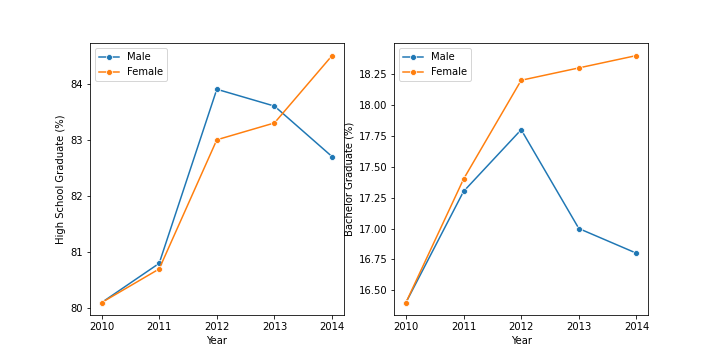 Male
Female
High School Graduate (%)
84
83
82
81
80
2010 2011 2012 2013 2014
Year
Male
Female
Bachelor Graduate (%)
18.25
18.00
17.75
17.50
17.25
17.00
16.75
16.50
2010 2011 2012 2013 2014
Year